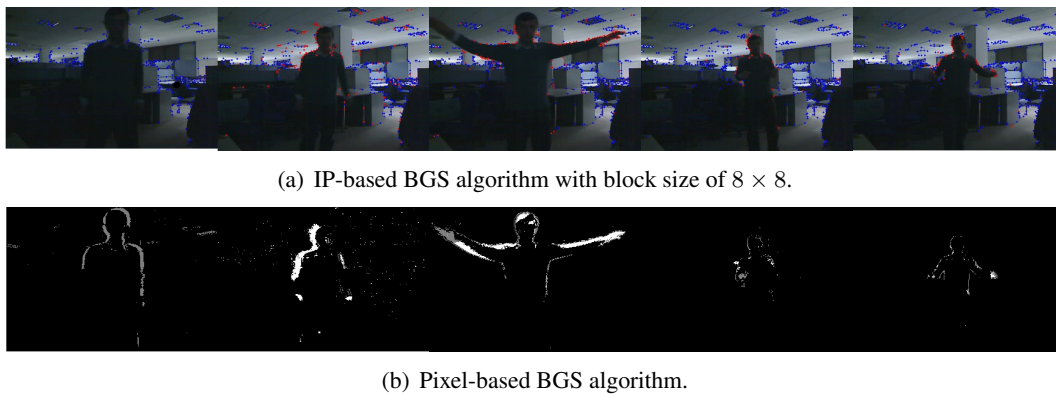 (a) IP-based BGS algorithm with block size of 8 × 8.
(b) Pixel-based BGS algorithm.